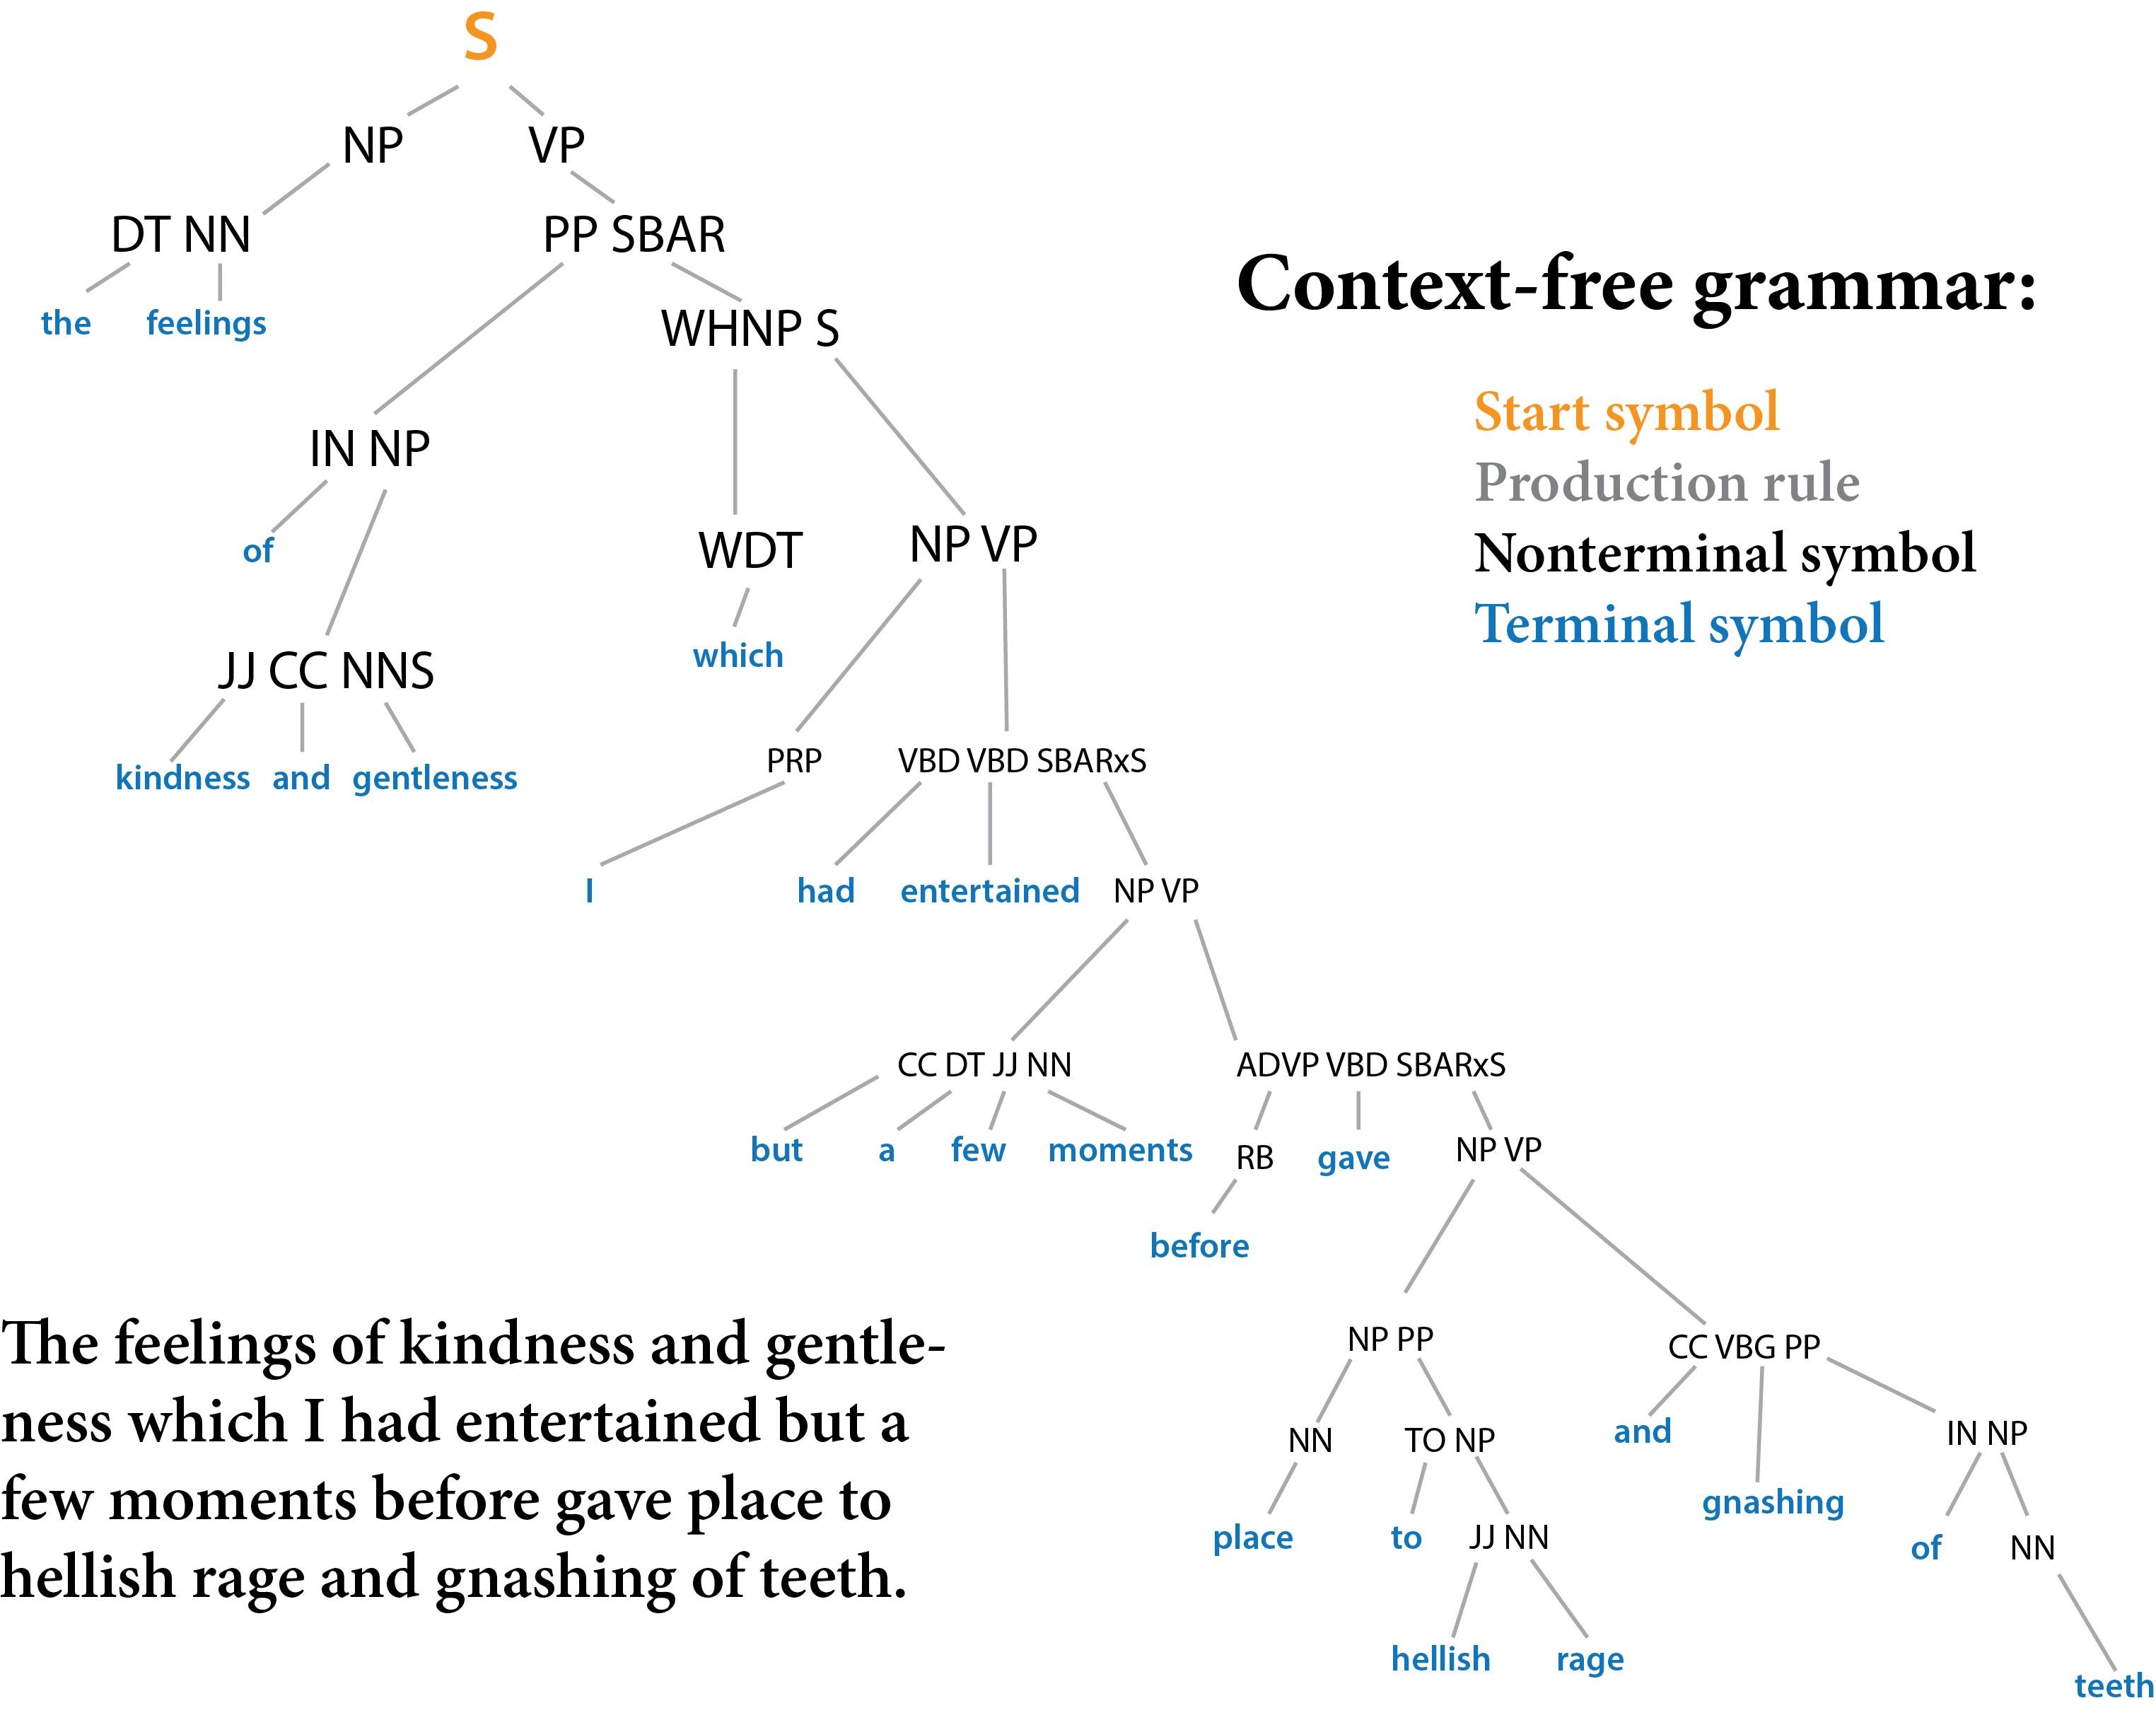 S
NP VP
DT NN PP SBAR
the feelings WHNP S
Context-free grammar:
Start symbol
IN NP
Production rule
of WDT NP VP
Nonterminal symbol
Terminal symbol
JJ CC NNS which
kindness and gentleness PRP VBD VBD SBARxS
I had entertained NP VP
CC DT JJ NN ADVP VBD SBARxS
but a few moments RB gave NP VP
before
The feelings of kindness and gentle-
ness which I had entertained but a
few moments before gave place to
hellish rage and gnashing of teeth.
NP PP CC VBG PP
NN TO NP and IN NP
gnashing
place to JJ NN of NN
hellish rage teeth